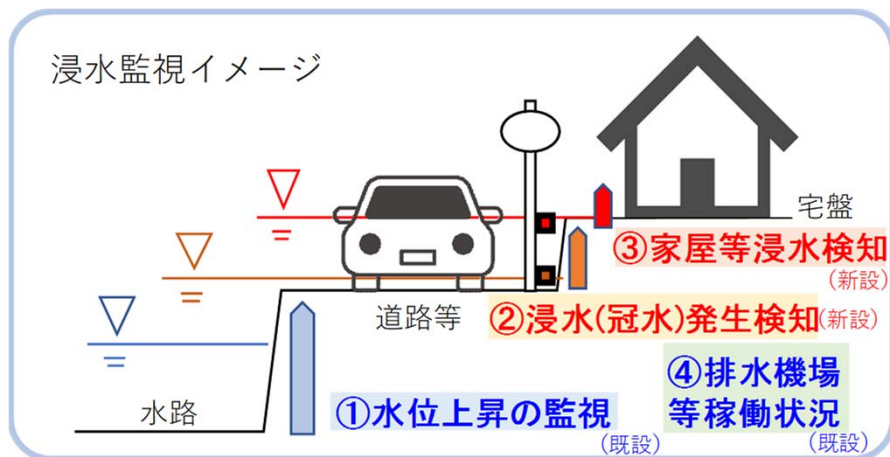 浸水監視イメージ
宅盤
③家屋等浸水検知
(新設)
道路等
②浸水(冠水)発生検知(新設)
④排水機場
等稼働状況
(既設)
水路
①水位上昇の監視
(既設)